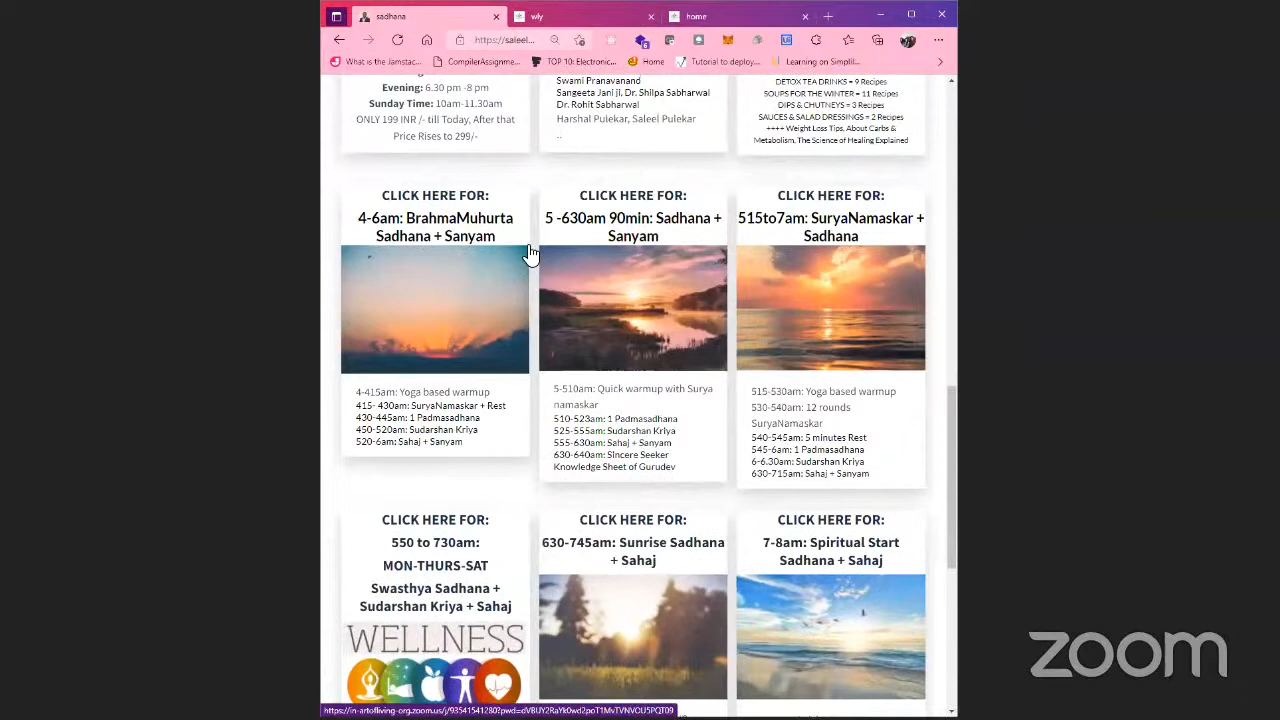 sadhana
wly
home
https://saleel...
What is the Jamstac...
CompilerAssignme...
TOP 10: Electronic...
Home
Tutorial to deploy...
Learning on Simplil...
Evening: 6.30 pm -8 pm
Sunday Time: 10am-11.30am
ONLY 199 INR /- till Today, After that
Price Rises to 299/-
Swami Pranavanand
Sangeeta Jani ji, Dr. Shilpa Sabharwal
Dr. Rohit Sabharwal
Harshal Pulekar, Saleel Pulekar
..
DETOX TEA DRINKS = 9 Recipes
SOUPS FOR THE WINTER = 11 Recipes
DIPS & CHUTNEYS = 3 Recipes
SAUCES & SALAD DRESSINGS = 2 Recipes
++++ Weight Loss Tips, About Carbs &
Metabolism, The Science of Healing Explained
CLICK HERE FOR:
4-6am: BrahmaMuhurta
Sadhana + Sanyam
4-415am: Yoga based warmup
415- 430am: SuryaNamaskar + Rest
430-445am: 1 Padmasadhana
450-520am: Sudarshan Kriya
520-6am: Sahaj + Sanyam
CLICK HERE FOR:
5 -630am 90min: Sadhana +
Sanyam
5-510am: Quick warmup with Surya
namaskar
510-523am: 1 Padmasadhana
525-555am: Sudarshan Kriya
555-630am: Sahaj + Sanyam
630-640am: Sincere Seeker
Knowledge Sheet of Gurudev
CLICK HERE FOR:
515to7am: SuryaNamaskar +
Sadhana
515-530am: Yoga based warmup
530-540am: 12 rounds
SuryaNamaskar
540-545am: 5 minutes Rest
545-6am: 1 Padmasadhana
6-6.30am: Sudarshan Kriya
630-715am: Sahaj + Sanyam
CLICK HERE FOR:
550 to 730am:
MON-THURS-SAT
Swasthya Sadhana +
Sudarshan Kriya + Sahaj
WELLNESS
CLICK HERE FOR:
630-745am: Sunrise Sadhana
+ Sahaj
CLICK HERE FOR:
7-8am: Spiritual Start
Sadhana + Sahaj
zoom